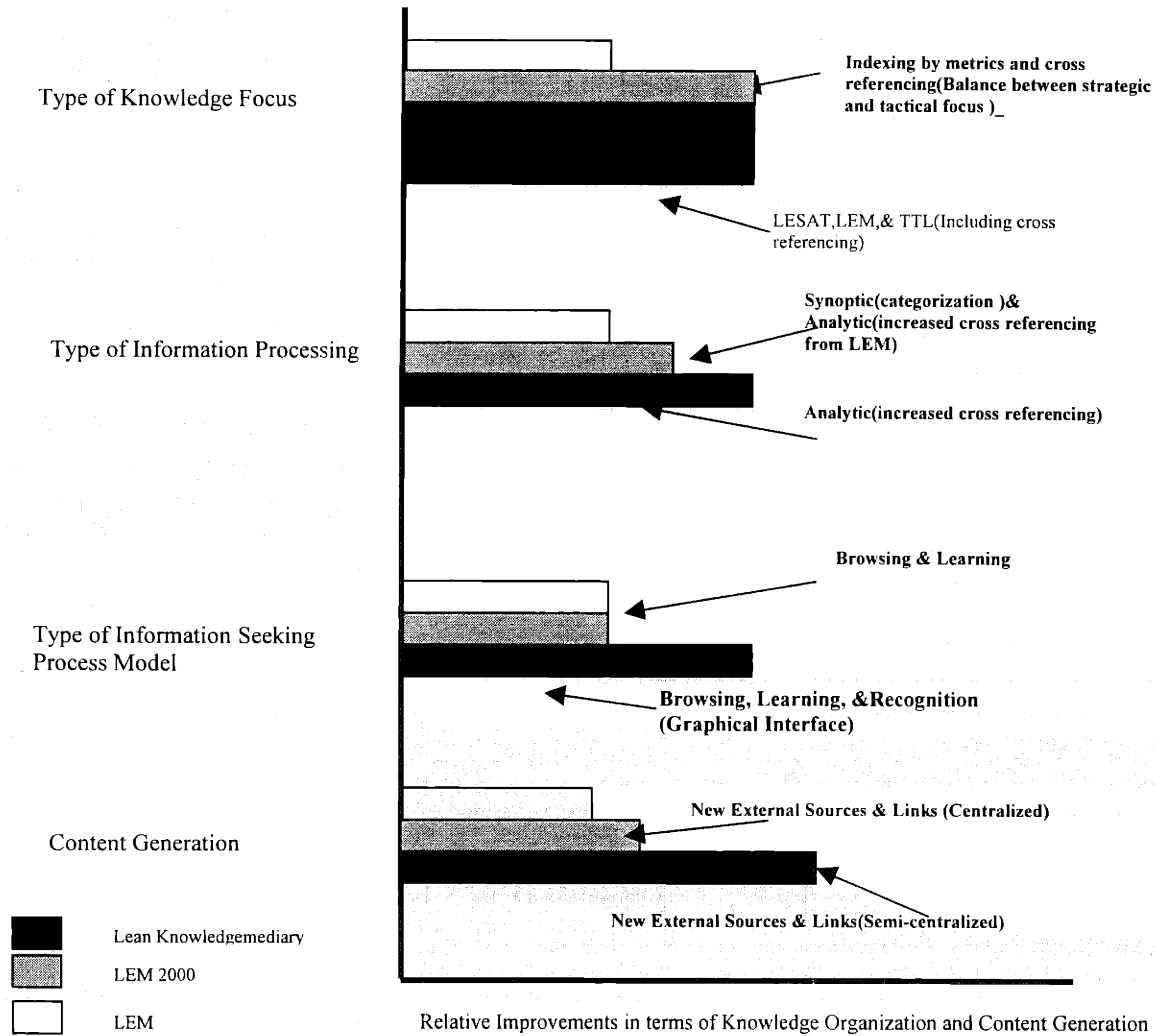 Type of Knowledge Focus
Indexing by metrics and cross
referencing(Balance between strategic
and tactical focus )_
LESAT,LEM,& TTL(Including cross
referencing)
Type of Information Processing
Synoptic(categorization )&
Analytic(increased cross referencing
from LEM)
Analytic(increased cross referencing)
Type of Information Seeking
Process Model
Browsing & Learning
Browsing, Learning, &Recognition
(Graphical Interface)
Content Generation
New External Sources & Links (Centralized)
New External Sources & Links(Semi-centralized)
Lean Knowledgemediary
LEM 2000
LEM
Relative Improvements in terms of Knowledge Organization and Content Generation